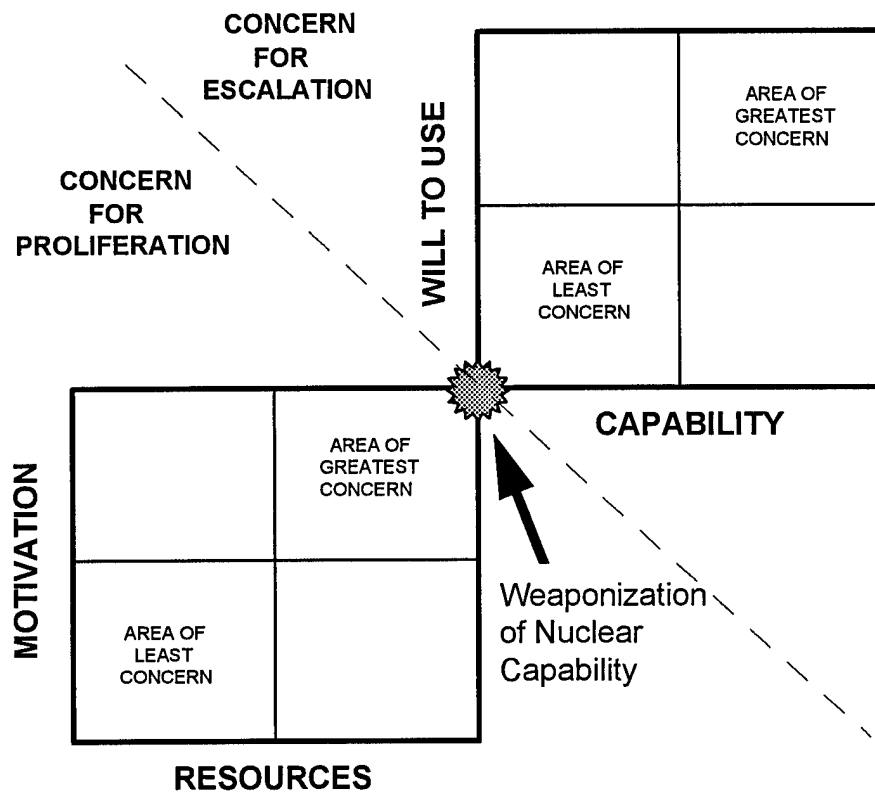 CONCERN
FOR
ESCALATION
CONCERN
FOR
PROLIFERATION
WILL TO USE
AREA OF
GREATEST
CONCERN
AREA OF
LEAST
CONCERN
CAPABILITY
MOTIVATION
AREA OF
GREATEST
CONCERN
AREA OF
LEAST
CONCERN
RESOURCES
Weaponization
of Nuclear
Capability